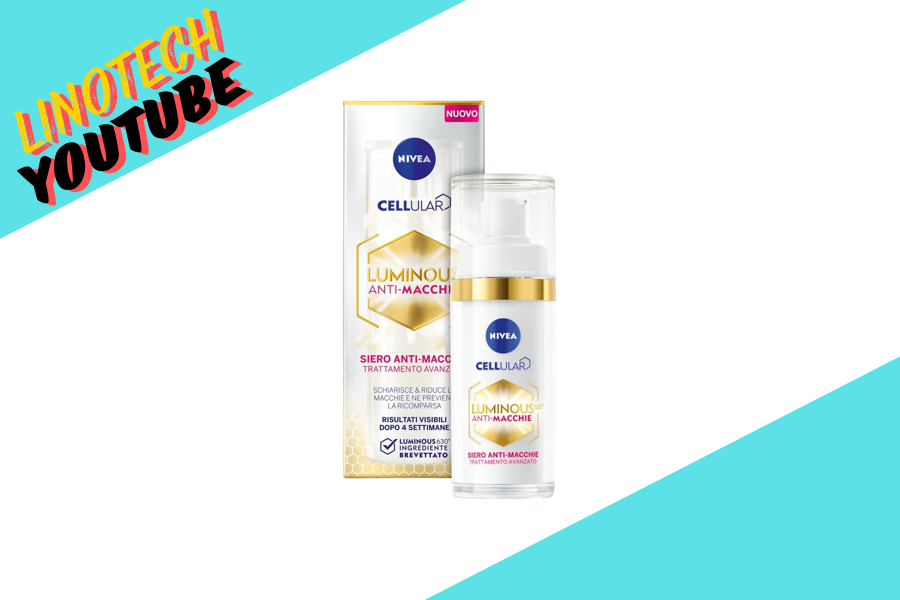 LINOTECH
YOUTUBE
NUOVO
NIVEA
CELLULAR
LUMINOUS
ANTI-MACCHI
SIERO ANTI-MACC
TRATTAMENTO AVANZ
SCHIARISCE & RIDUCE L
MACCHIE E NE PREVIEN
LA RICOMPARSA
RISULTATI VISIBILI
DOPO 4 SETTIMANE
LUMINOUS630®
INGREDIENTE
BREVETTATO
NIVEA
CELLULAR
LUMINOUS630®
ANTI-MACCHIE
SIERO ANTI-MACCHIE
TRATTAMENTO AVANZATO